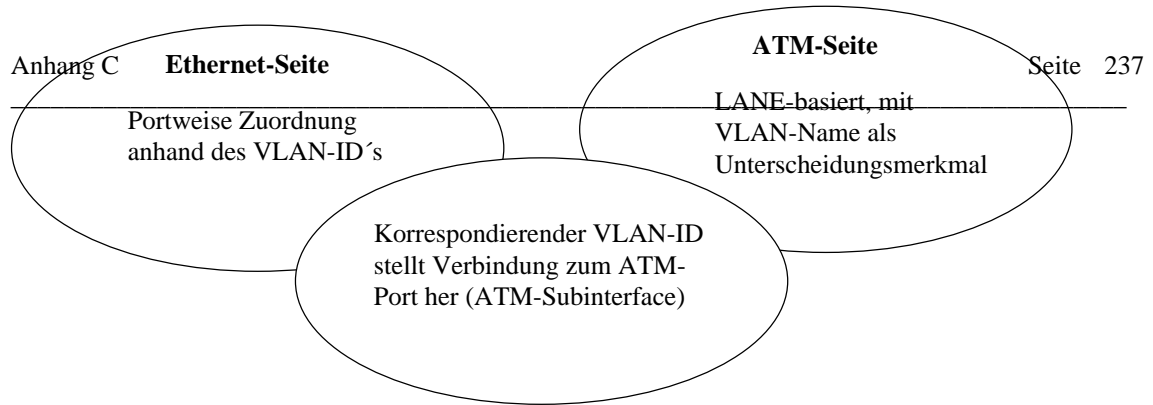 Anhang C
Seite 237
Ethernet-Seite
Portweise Zuordnung
anhand des VLAN-ID´s
ATM-Seite
LANE-basiert, mit
VLAN-Name als
Unterscheidungsmerkmal
Korrespondierender VLAN-ID
stellt Verbindung zum ATM-
Port her (ATM-Subinterface)